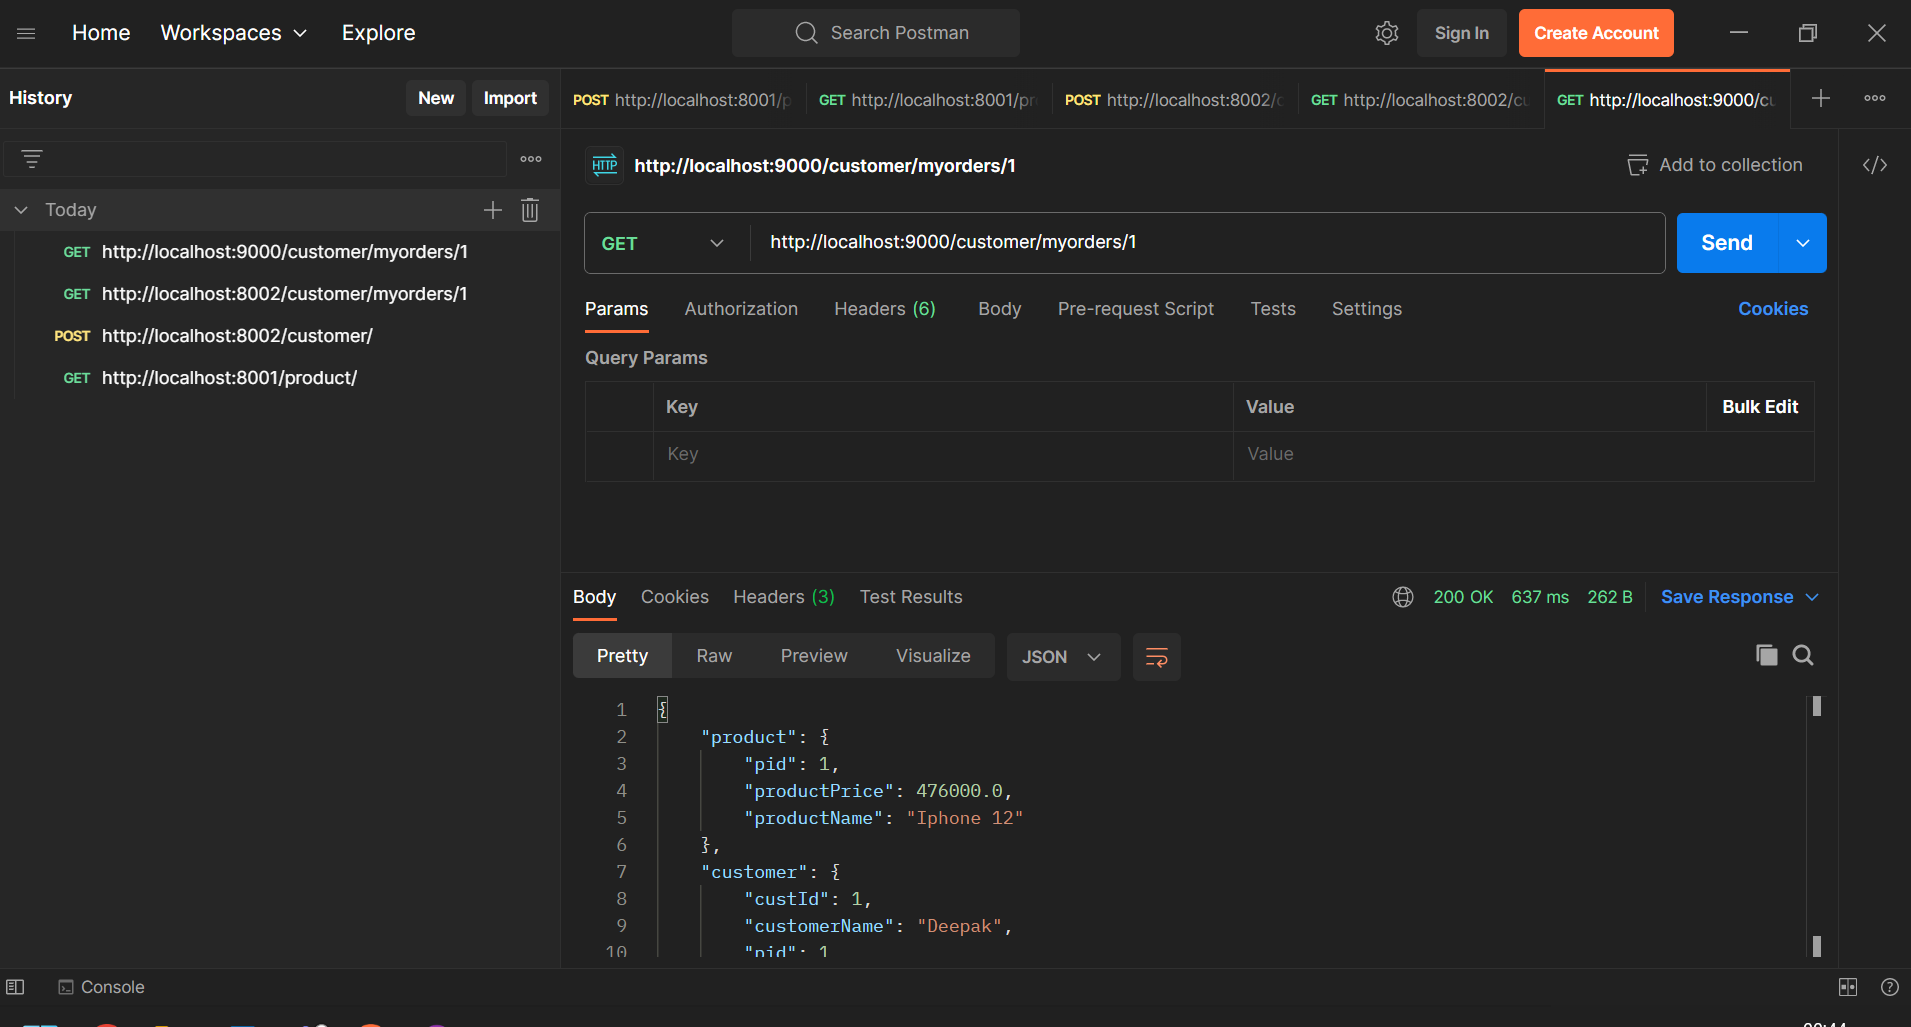 Home Workspaces Explore Search Postman Sign In Create Account
History New Import
POST http://localhost:8001/p GET http://localhost:8001/pr POST http://localhost:8002/c GET http://localhost:8002/cu GET http://localhost:9000/cu
HTTP http://localhost:9000/customer/myorders/1 Add to collection </>
Today
GET http://localhost:9000/customer/myorders/1
GET http://localhost:8002/customer/myorders/1
POST http://localhost:8002/customer/
GET http://localhost:8001/product/
GET http://localhost:9000/customer/myorders/1 Send
Params Authorization Headers (6) Body Pre-request Script Tests Settings Cookies
Query Params
Key Value Bulk Edit
Key Value
Body Cookies Headers (3) Test Results 200 OK 637 ms 262 B Save Response
Pretty Raw Preview Visualize JSON
1 {
2 "product": {
3 "pid": 1,
4 "productPrice": 476000.0,
5 "productName": "Iphone 12"
6 },
7 "customer": {
8 "custId": 1,
9 "customerName": "Deepak",
10 "pid": 1
Console